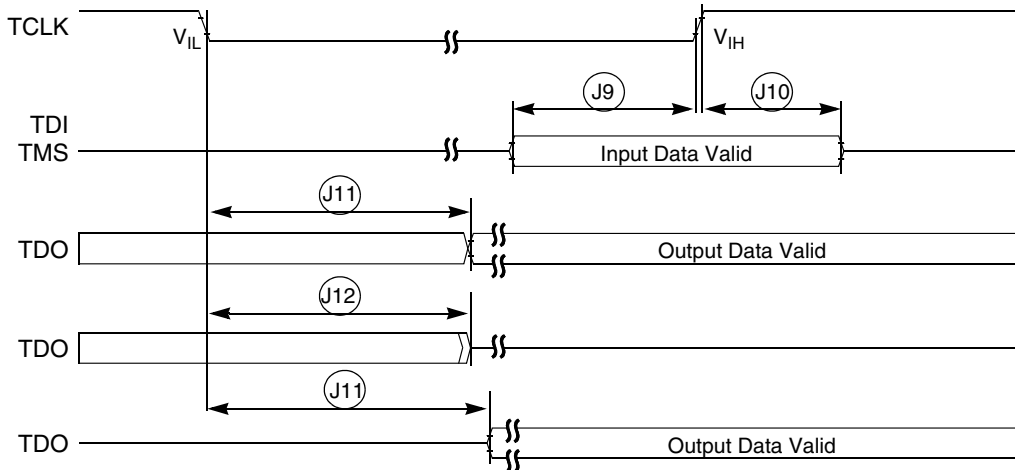 TCLK
VIL
VIH
J9
J10
TDI
TMS
Input Data Valid
J11
TDO
Output Data Valid
J12
TDO
J11
TDO
Output Data Valid